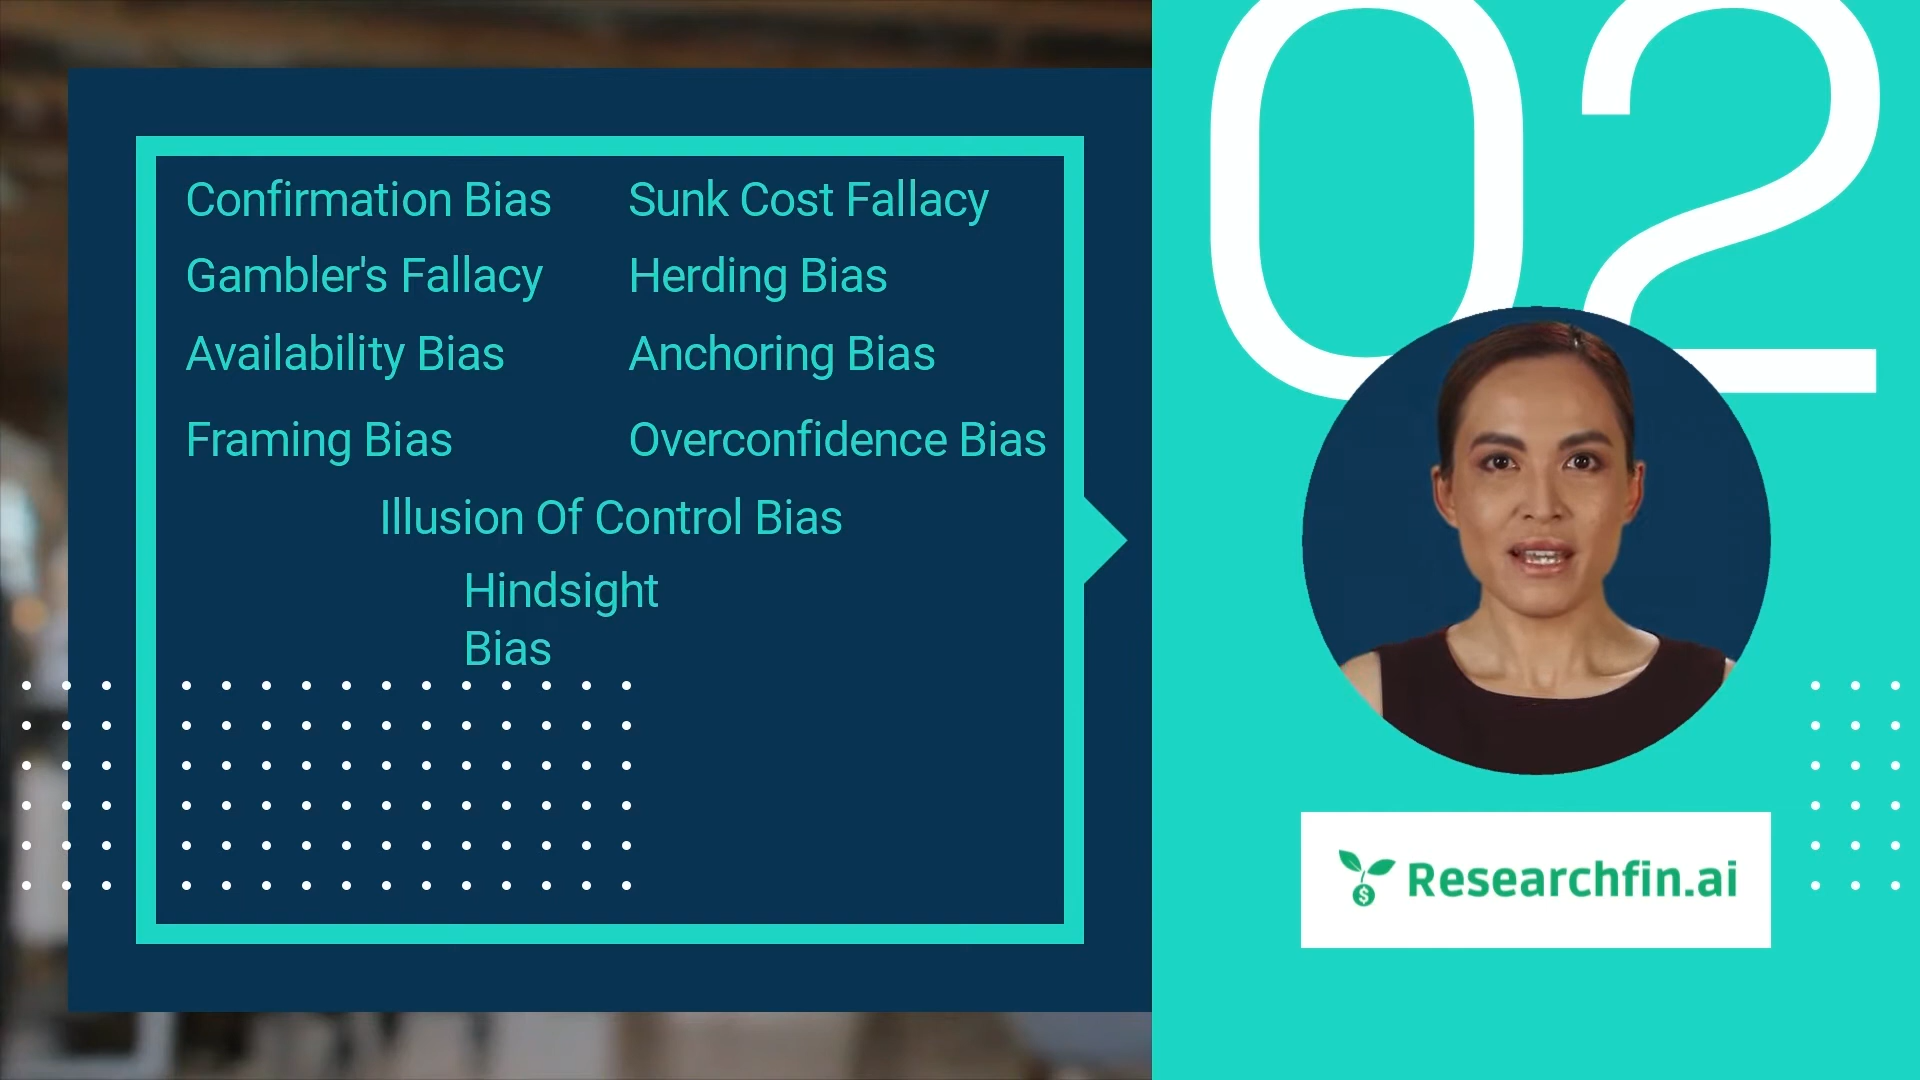 Confirmation Bias
Sunk Cost Fallacy
Gambler's Fallacy
Herding Bias
Availability Bias
Anchoring Bias
Framing Bias
Overconfidence Bias
Illusion Of Control Bias
Hindsight
Bias
02
$
Researchfin.ai